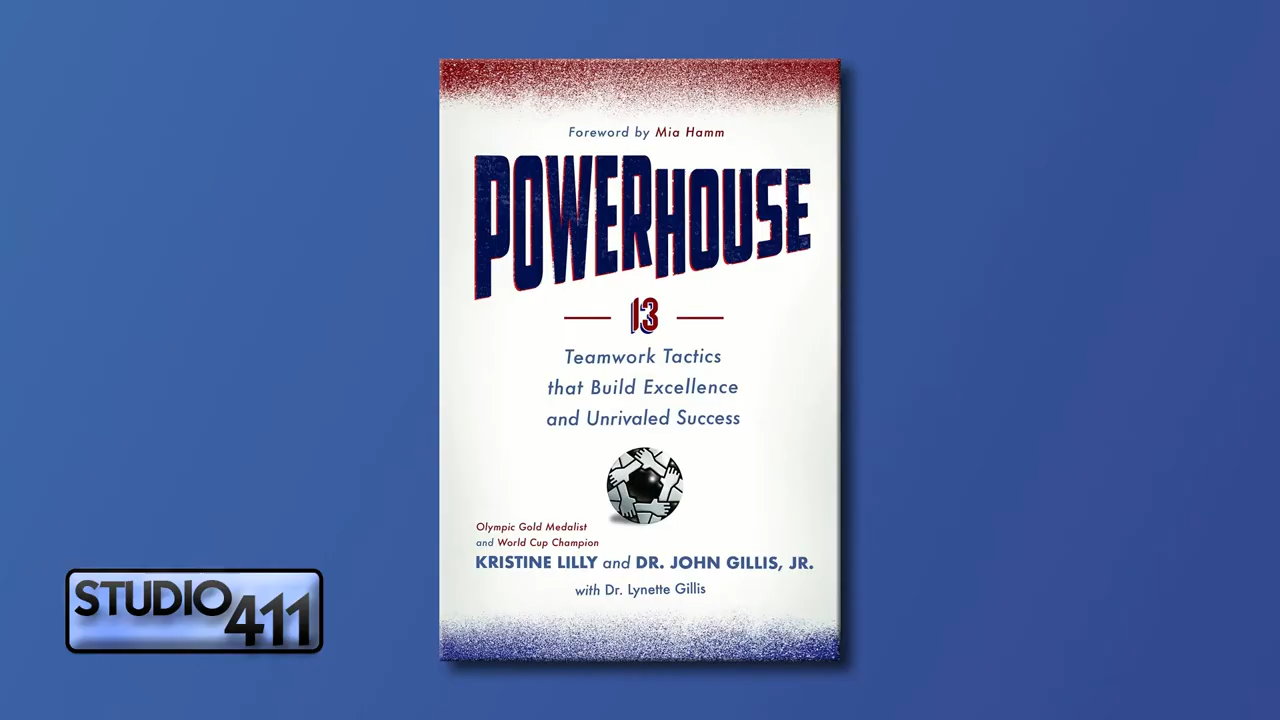 Foreword by Mia Hamm
POWERHOUSE
13
Teamwork Tactics
that Build Excellence
and Unrivaled Success
Olympic Gold Medalist
and World Cup Champion
KRISTINE LILLY and DR. JOHN GILLIS, JR.
with Dr. Lynette Gillis
STUDIO
411